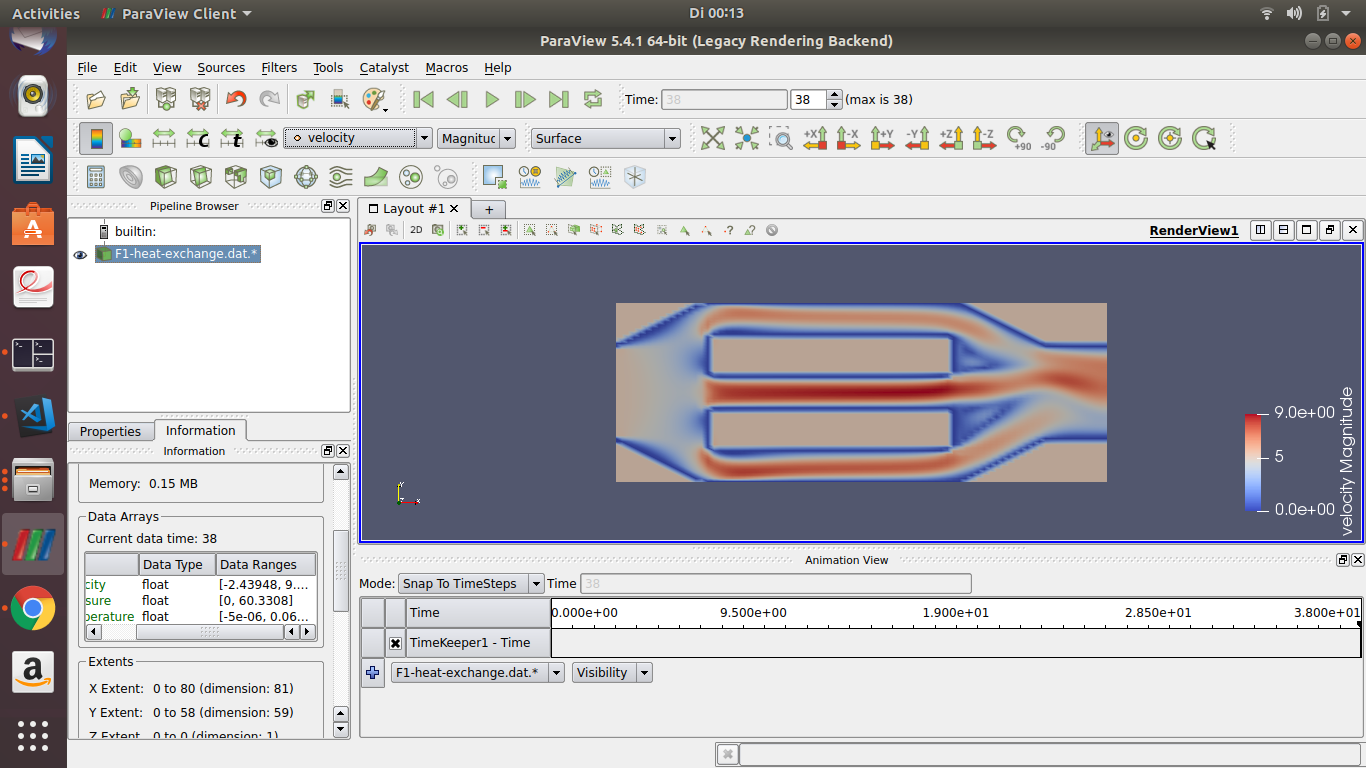 Activities ParaView Client Di 00:13
ParaView 5.4.1 64-bit (Legacy Rendering Backend)
File Edit View Sources Filters Tools Catalyst Macros Help
Time: 38 38 (max is 38)
velocity Magnituc Surface
+X -X +Y -Y +Z -Z +90 -90
Pipeline Browser
builtin:
F1-heat-exchange.dat.*
Layout #1
2D
RenderView1
9.0e+00
5
0.0e+00
velocity Magnitude
Y
X
Z
Properties Information
Information
Memory: 0.15 MB
Data Arrays
Current data time: 38
Data Type Data Ranges
city float [-2.43948, 9....
sure float [0, 60.3308]
perature float [-5e-06, 0.06...
Extents
X Extent: 0 to 80 (dimension: 81)
Y Extent: 0 to 58 (dimension: 59)
Z Extent: 0 to 0 (dimension: 1)
Animation View
Mode: Snap To TimeSteps Time 38
Time 0.000e+00 9.500e+00 1.900e+01 2.850e+01 3.800e+01
TimeKeeper1 - Time
F1-heat-exchange.dat.* Visibility